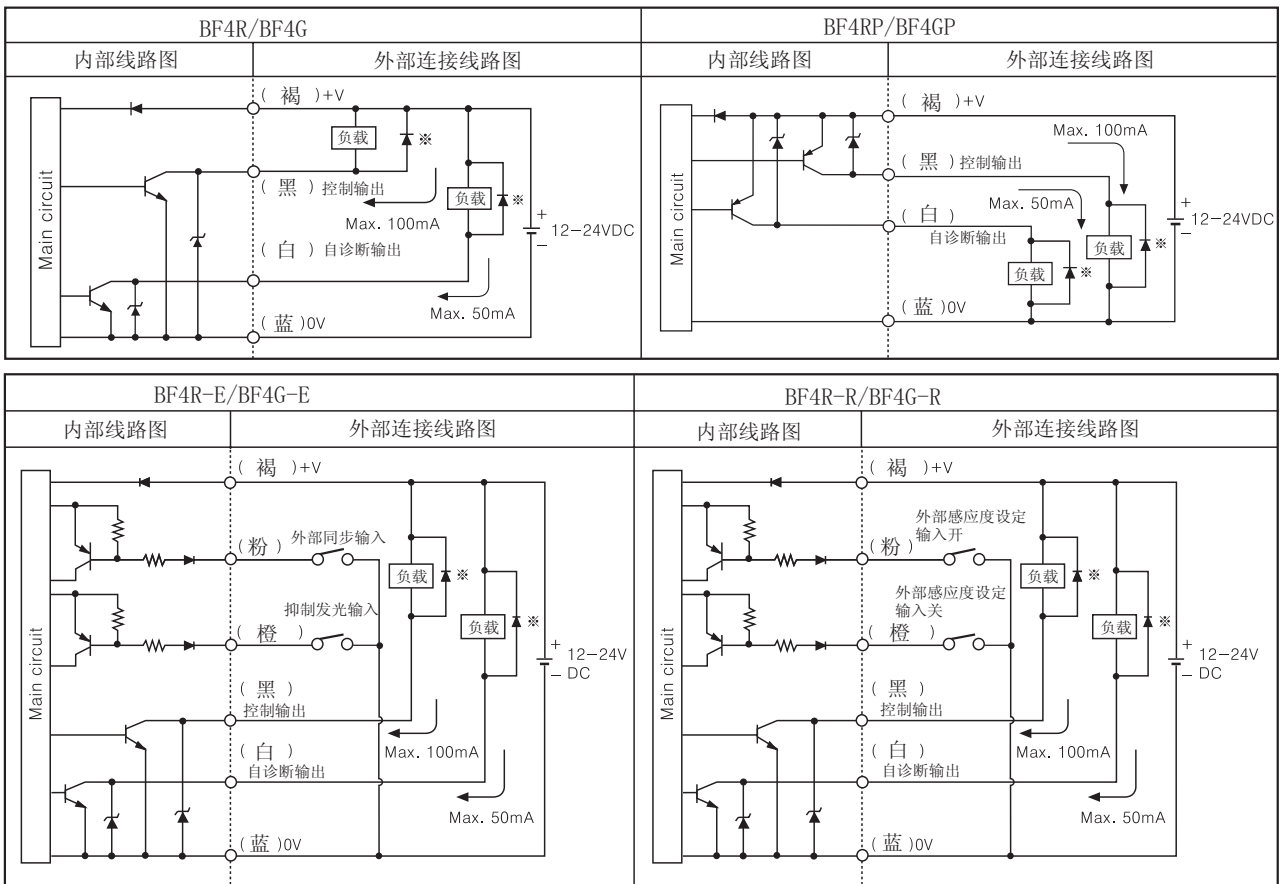 BF4R/BF4G
内部线路图
外部连接线路图
Main circuit
( 褐 )+V
负载
※
( 黑 ) 控制输出
Max. 100mA
负载
※
( 白 ) 自诊断输出
Max. 50mA
+
12-24VDC
-
( 蓝 )0V
BF4RP/BF4GP
内部线路图
外部连接线路图
Main circuit
( 褐 )+V
Max. 100mA
( 黑 ) 控制输出
Max. 50mA
( 白 )
自诊断输出
负载
※
负载
※
+
12-24VDC
-
( 蓝 )0V
BF4R-E/BF4G-E
内部线路图
外部连接线路图
Main circuit
( 褐 )+V
( 粉 )
外部同步输入
负载
※
抑制发光输入
( 橙 )
负载
※
+
12-24V
- DC
( 黑 )
控制输出
Max. 100mA
( 白 )
自诊断输出
Max. 50mA
( 蓝 )0V
BF4R-R/BF4G-R
内部线路图
外部连接线路图
Main circuit
( 褐 )+V
外部感应度设定
输入开
( 粉 )
负载
※
外部感应度设定
输入关
( 橙 )
负载
※
+
12-24V
- DC
( 黑 )
控制输出
Max. 100mA
( 白 )
自诊断输出
Max. 50mA
( 蓝 )0V